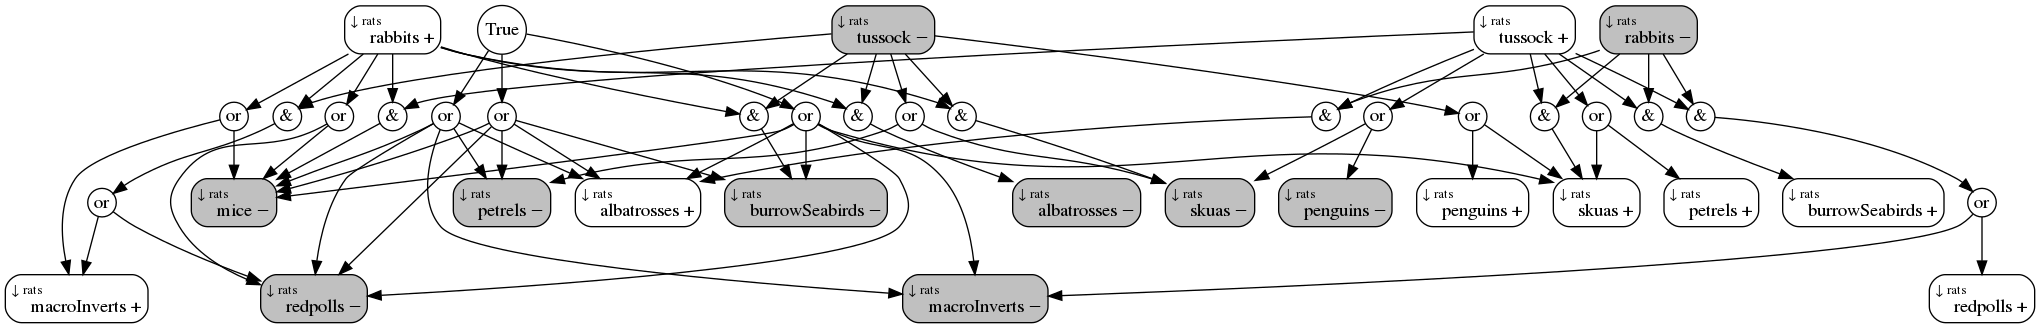 ↓ rats
rabbits +
True
↓ rats
tussock −
↓ rats
tussock +
↓ rats
rabbits −
or
&
or
&
or
or
&
or
&
or
&
&
or
or
&
or
&
&
↓ rats
mice −
↓ rats
petrels −
↓ rats
albatrosses +
↓ rats
burrowSeabirds −
↓ rats
albatrosses −
↓ rats
skuas −
↓ rats
penguins −
↓ rats
penguins +
↓ rats
skuas +
↓ rats
petrels +
↓ rats
burrowSeabirds +
or
or
↓ rats
macroInverts +
↓ rats
redpolls −
↓ rats
macroInverts −
↓ rats
redpolls +